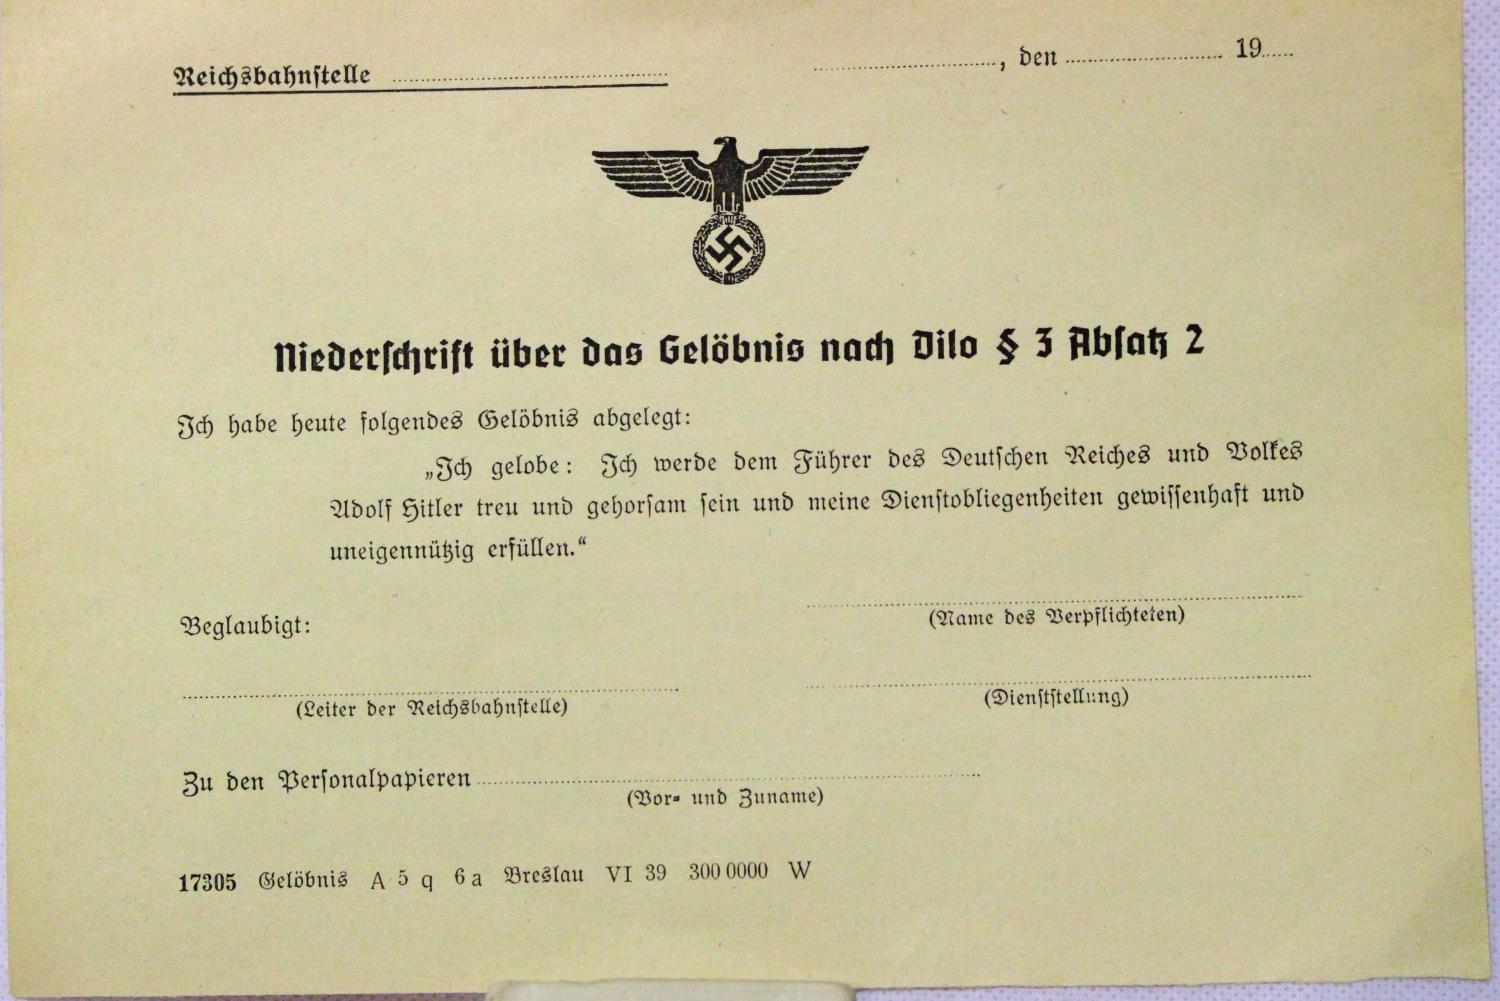 Reichsbahnstelle ........................, den ........................ 19......
Niederschrift über das Gelöbnis nach Dilo § 3 Absatz 2
Ich habe heute folgendes Gelöbnis abgelegt:
„Ich gelobe: Ich werde dem Führer des Deutschen Reiches und Volkes
Adolf Hitler treu und gehorsam sein und meine Dienstobliegenheiten gewissenhaft und
uneigennützig erfüllen.“
(Name des Verpflichteten)
Beglaubigt:
(Leiter der Reichsbahnstelle)
(Dienststellung)
Zu den Personalpapieren ........................
(Vor- und Zuname)
17305 Gelöbnis A 5 q 6a Breslau VI 39 300 0000 W